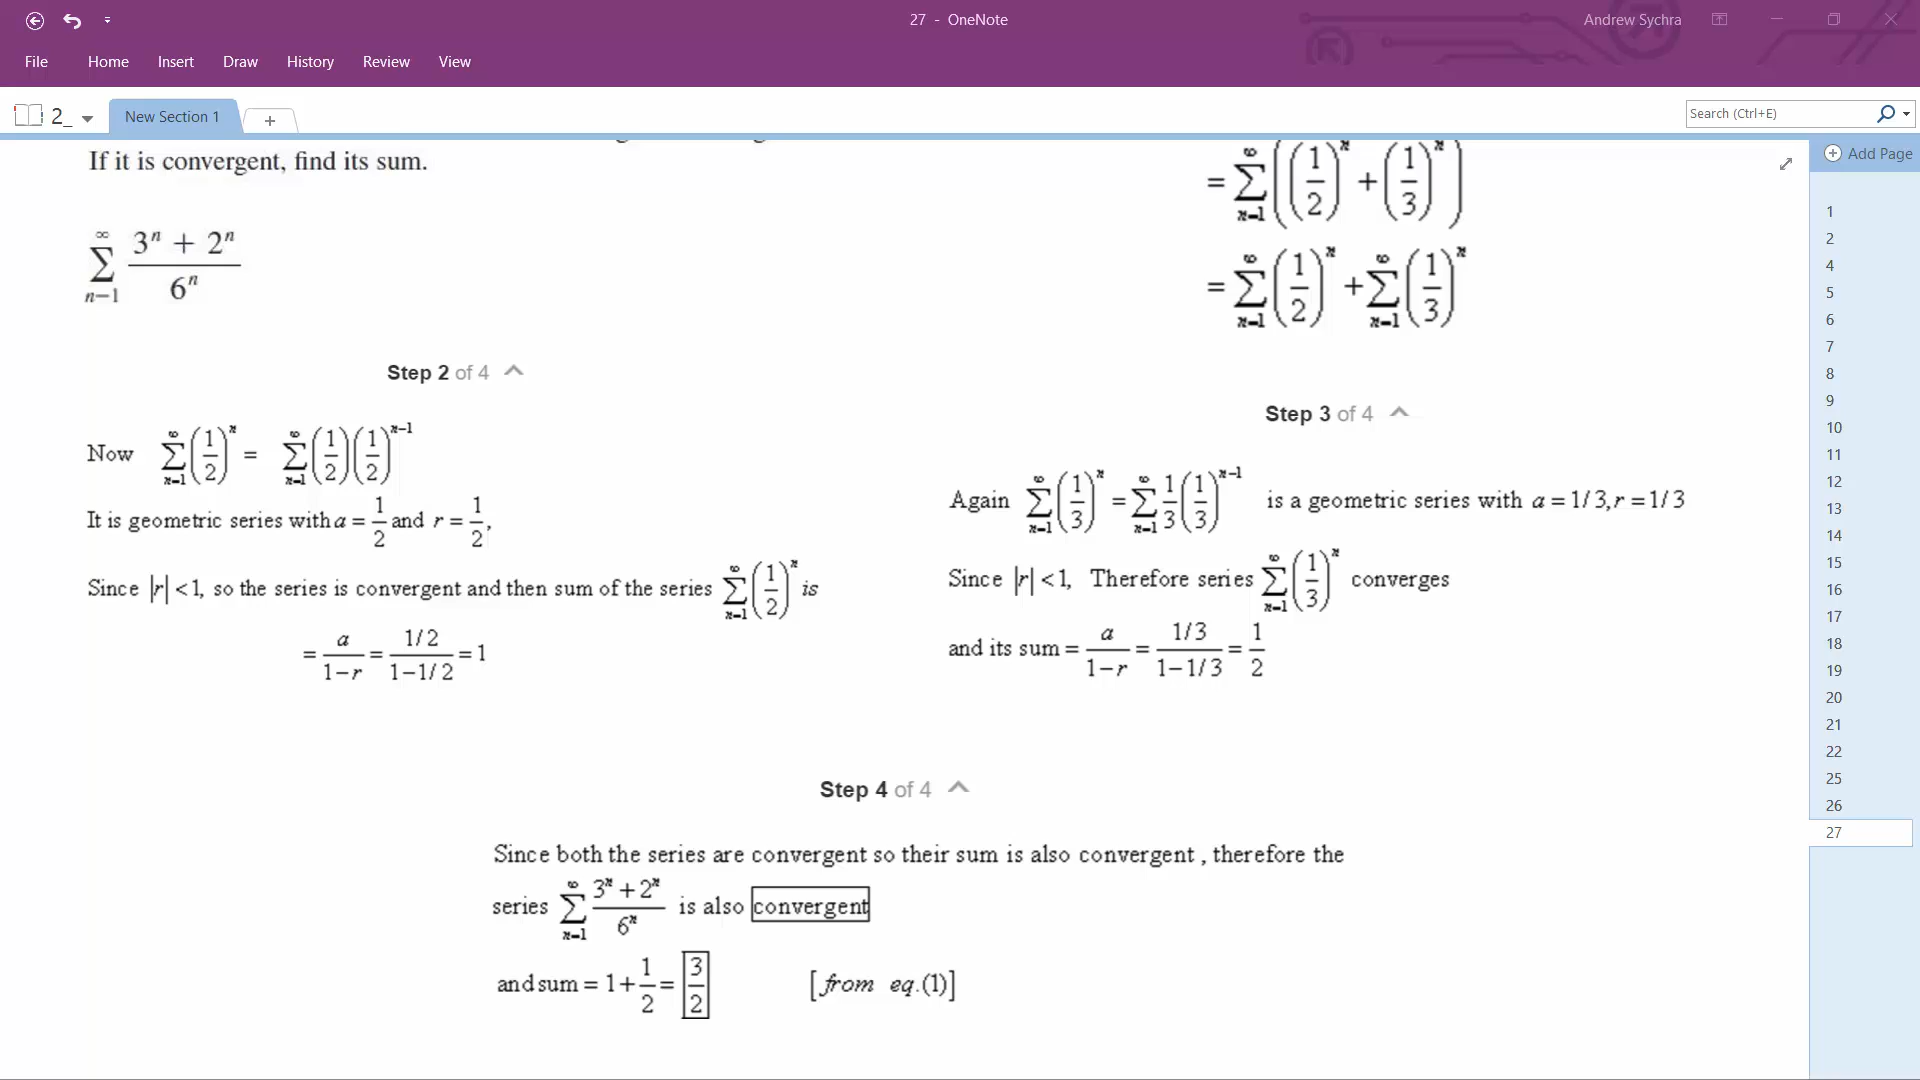 27 - OneNote
Andrew Sychra
File Home Insert Draw History Review View
2_
New Section 1
+
Search (Ctrl+E)
Add Page
1
2
4
5
6
7
8
9
10
11
12
13
14
15
16
17
18
19
20
21
22
25
26
27
If it is convergent, find its sum.
∑_{n-1}^{∞} (3^n + 2^n)/6^n
= ∑_{n-1}^{∞} ((1/2)^n + (1/3)^n)
= ∑_{n-1}^{∞} (1/2)^n + ∑_{n-1}^{∞} (1/3)^n
Step 2 of 4
Now ∑_{n-1}^{∞} (1/2)^n = ∑_{n-1}^{∞} (1/2)(1/2)^{n-1}
It is geometric series with a = 1/2 and r = 1/2,
Since |r| < 1, so the series is convergent and then sum of the series ∑_{n-1}^{∞} (1/2)^n is
= a/(1-r) = (1/2)/(1-1/2) = 1
Step 3 of 4
Again ∑_{n-1}^{∞} (1/3)^n = ∑_{n-1}^{∞} 1/3 (1/3)^{n-1} is a geometric series with a = 1/3, r = 1/3
Since |r| < 1, Therefore series ∑_{n-1}^{∞} (1/3)^n converges
and its sum = a/(1-r) = (1/3)/(1-1/3) = 1/2
Step 4 of 4
Since both the series are convergent so their sum is also convergent , therefore the
series ∑_{n-1}^{∞} (3^n + 2^n)/6^n is also convergent
and sum = 1 + 1/2 = 3/2 [from eq.(1)]